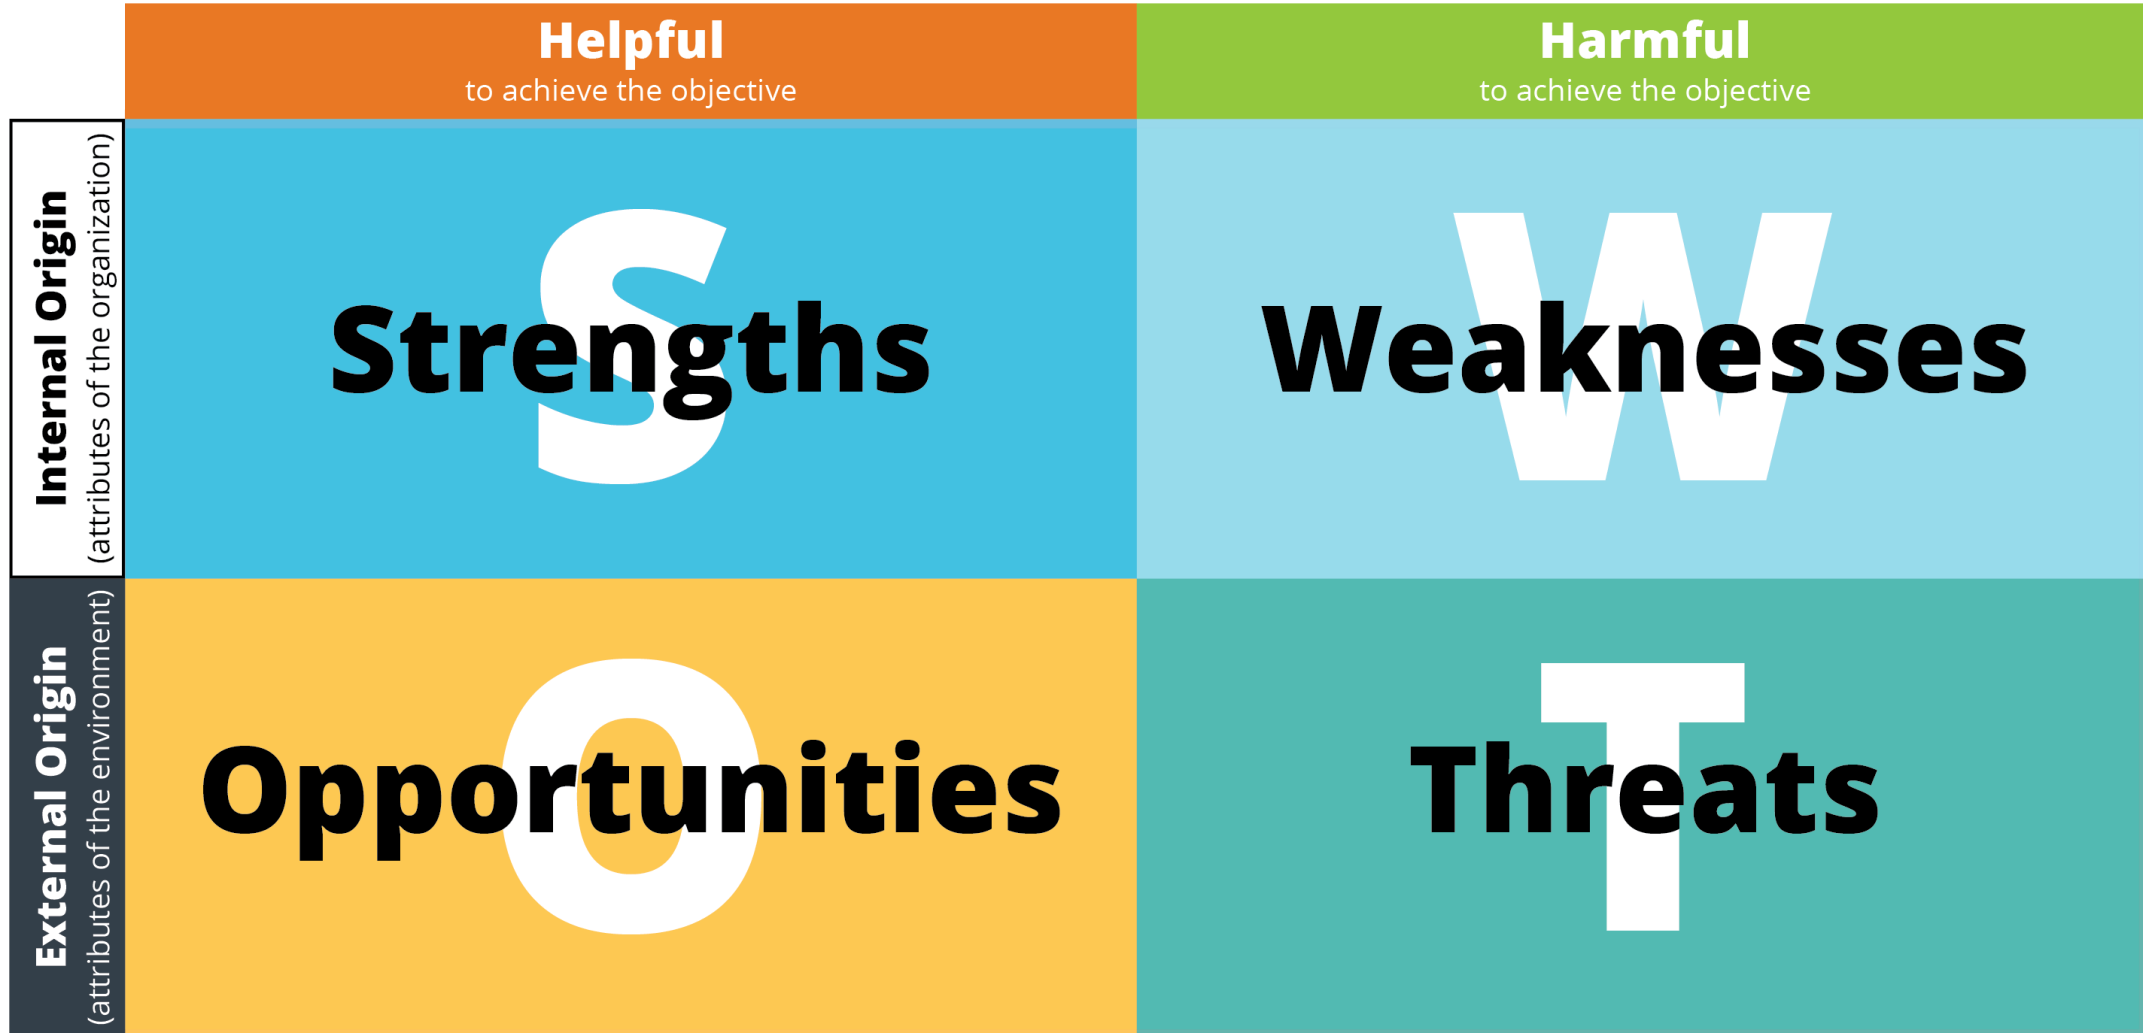 Helpful
to achieve the objective
Harmful
to achieve the objective
Internal Origin
(attributes of the organization)
S
Strengths
W
Weaknesses
External Origin
(attributes of the environment)
O
Opportunities
T
Threats